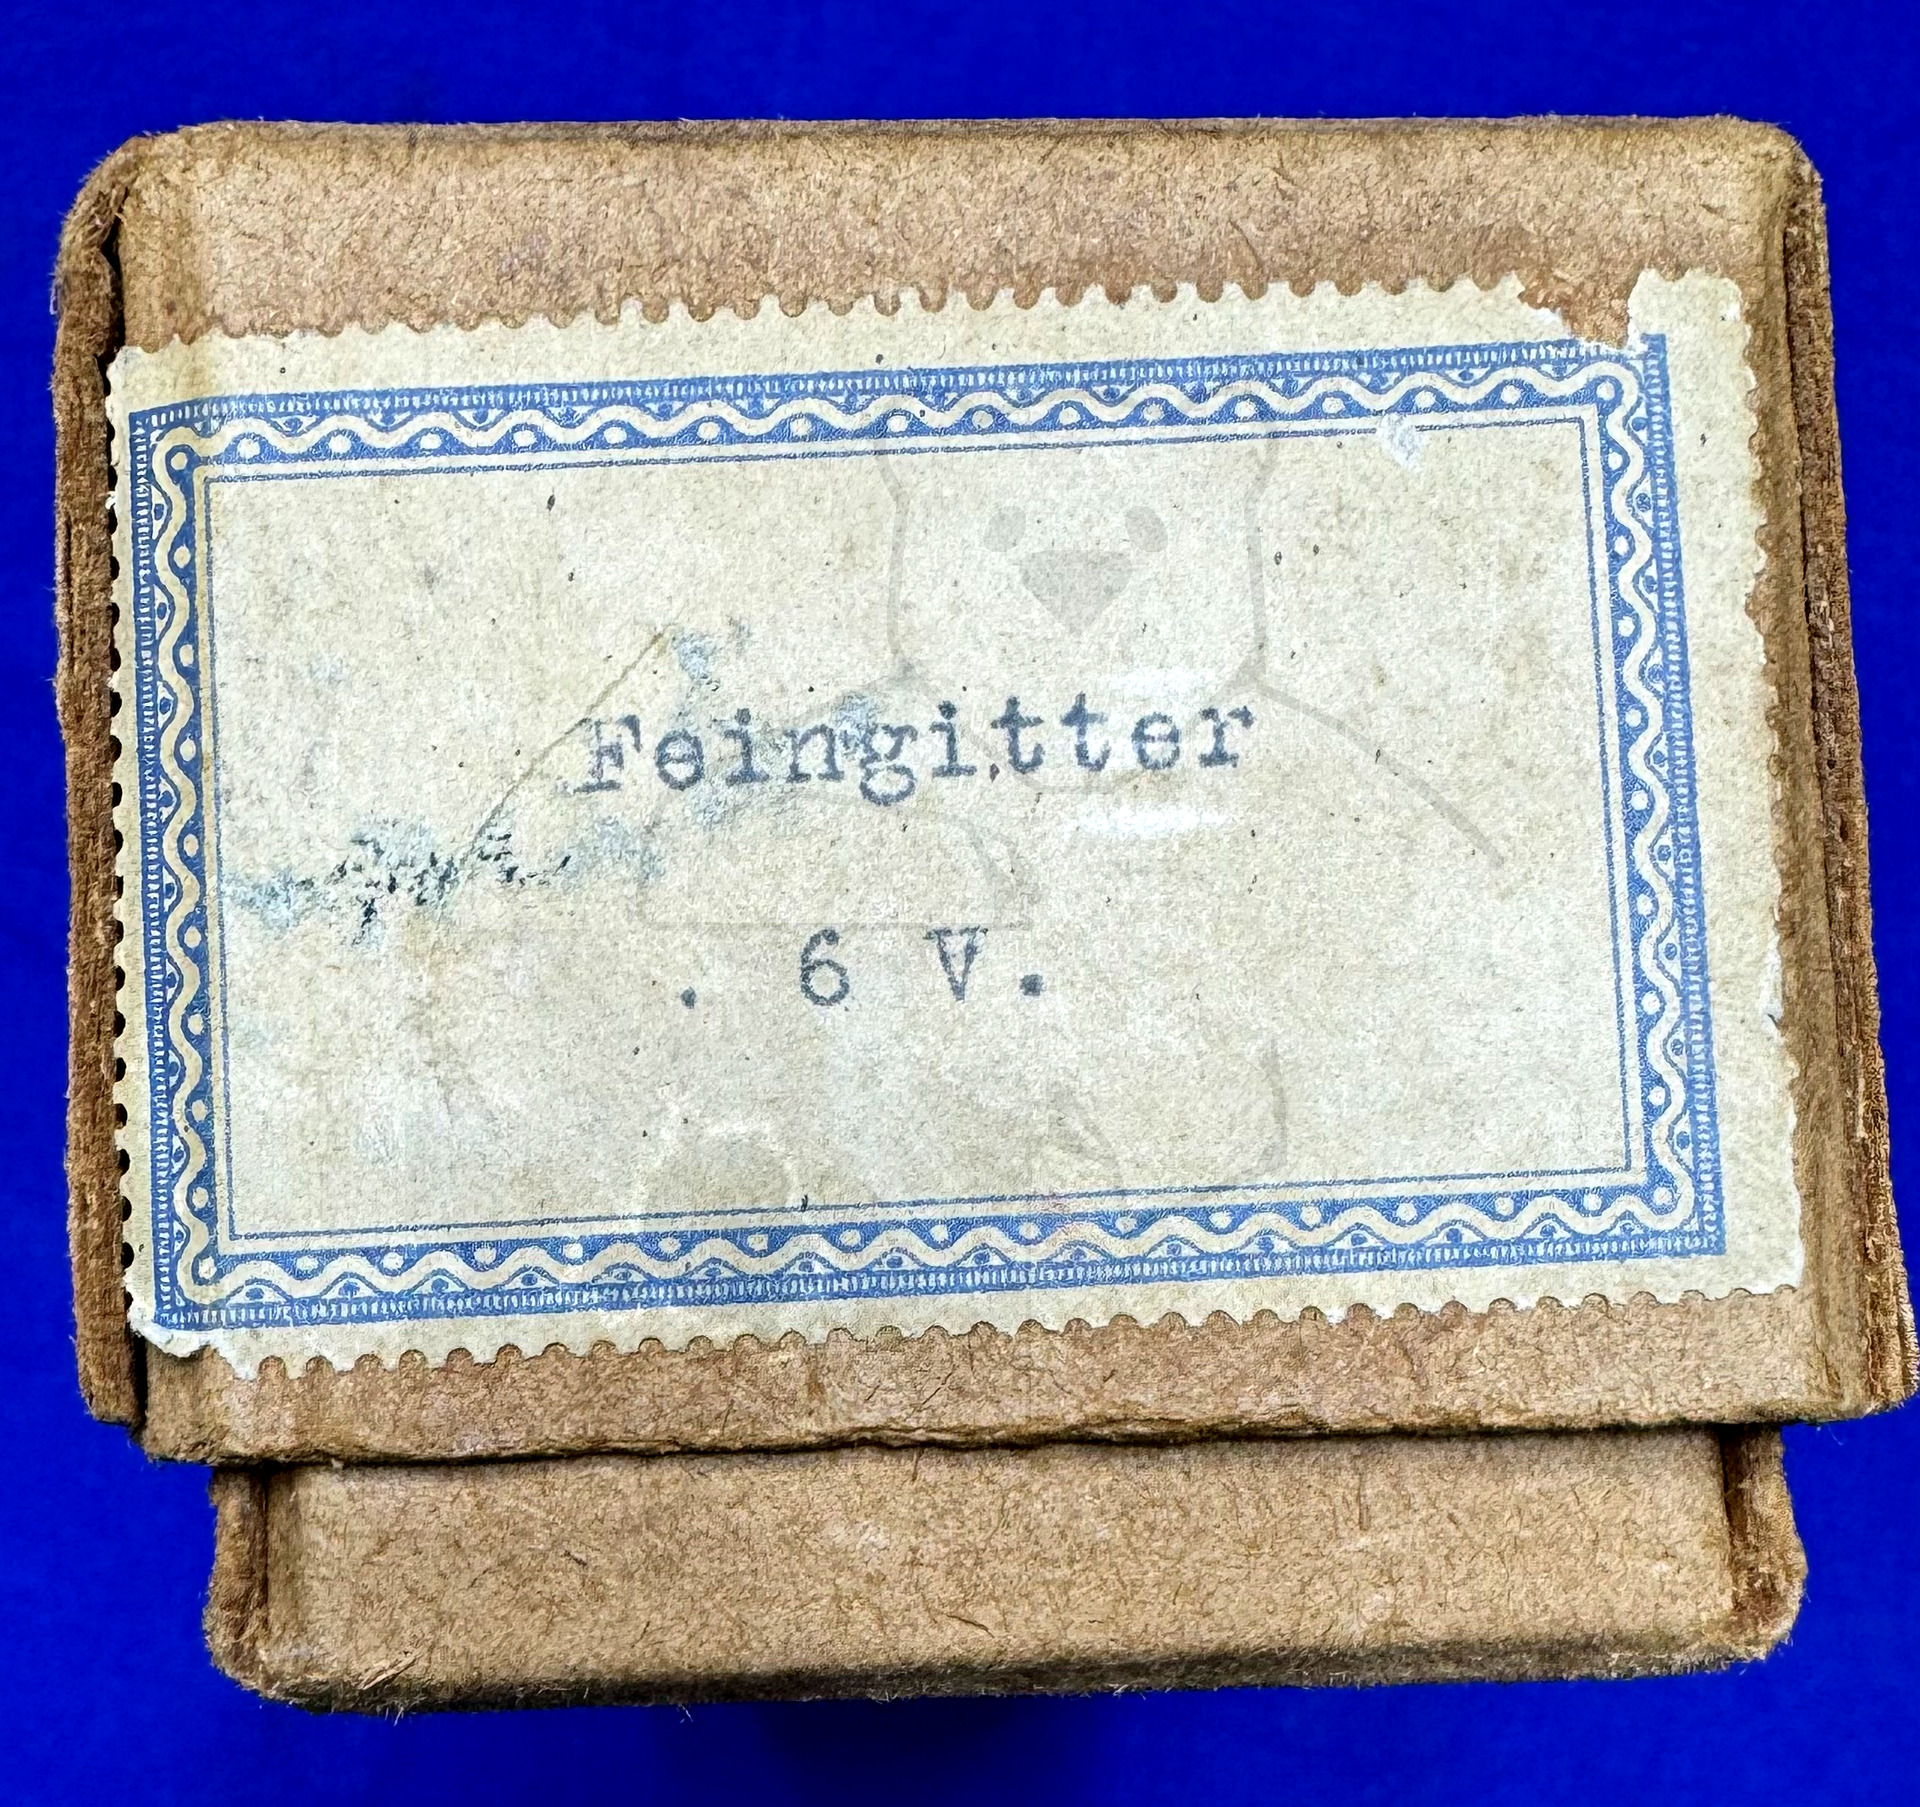 Feingitter
. 6 V.